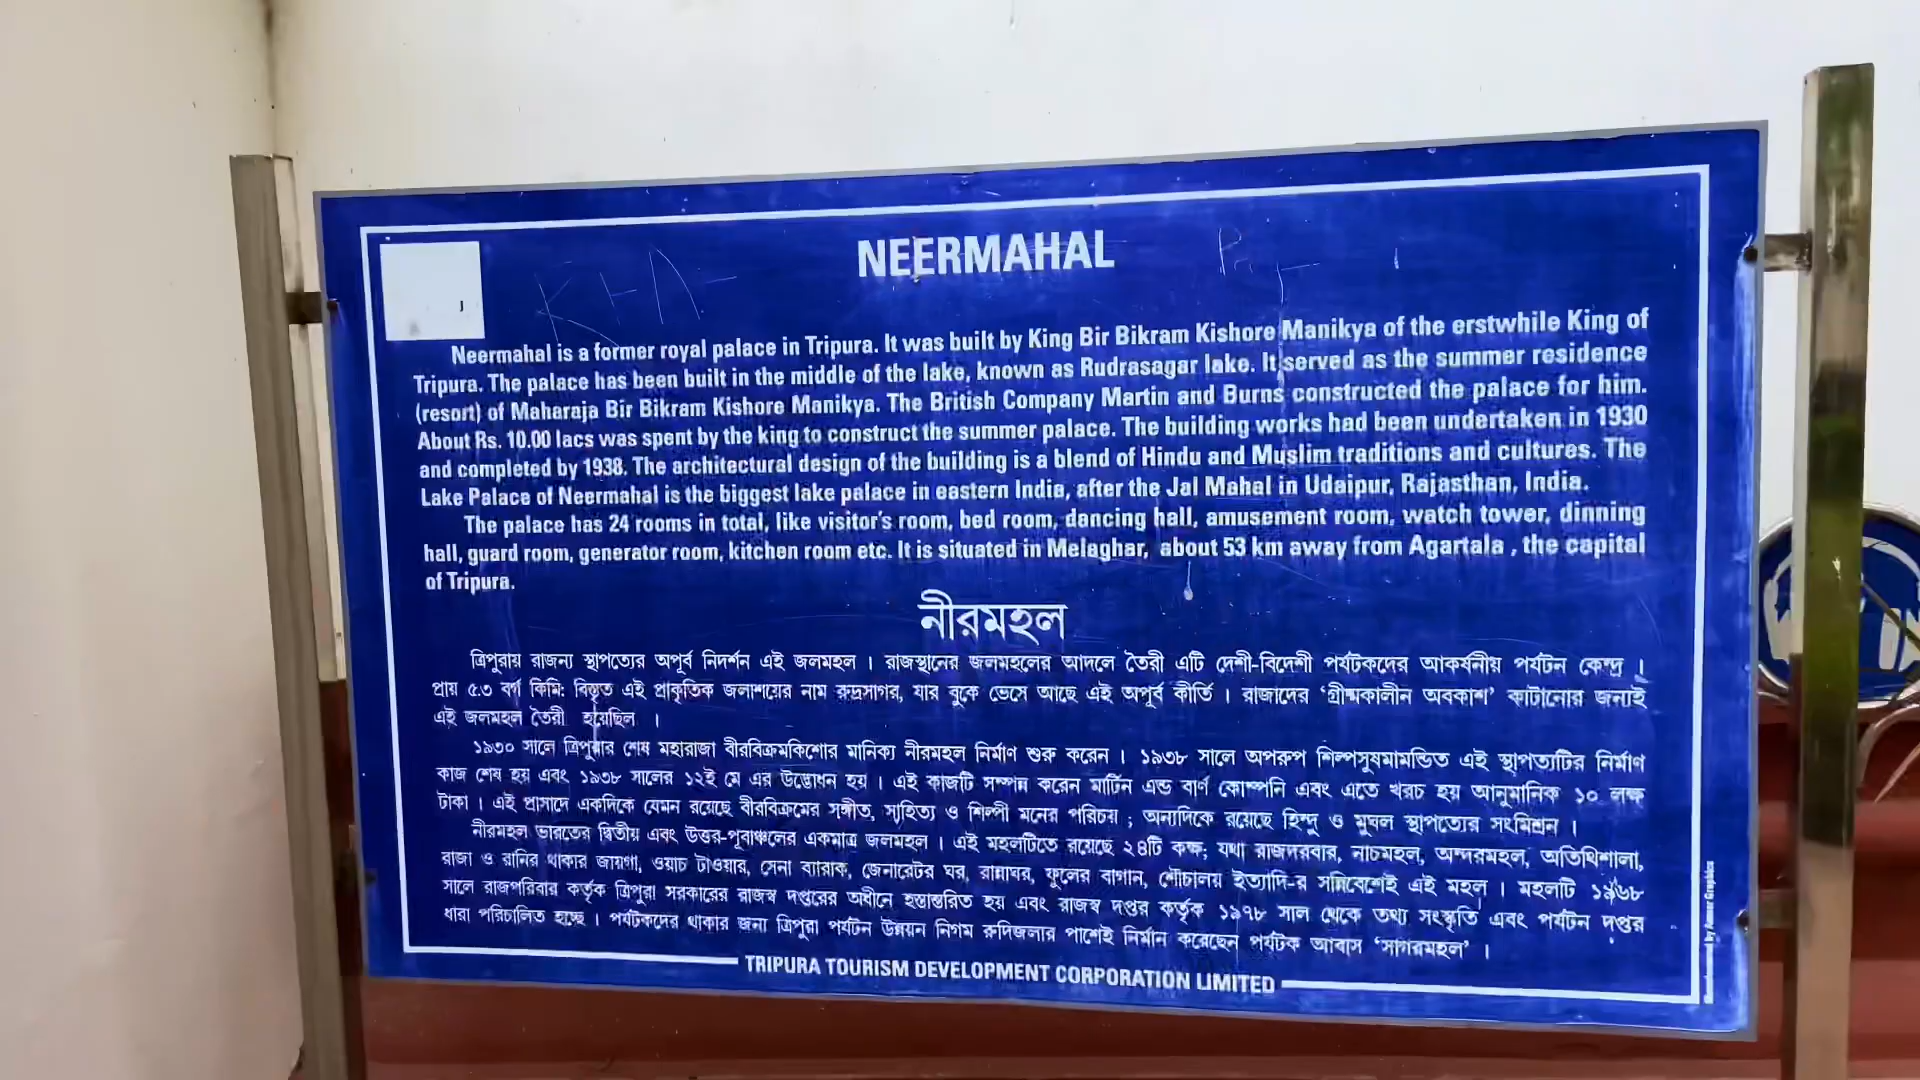 NEERMAHAL
KHA-
Neermahal is a former royal palace in Tripura. It was built by King Bir Bikram Kishore Manikya of the erstwhile King of
Tripura. The palace has been built in the middle of the lake, known as Rudrasagar lake. It served as the summer residence
(resort) of Maharaja Bir Bikram Kishore Manikya. The British Company Martin and Burns constructed the palace for him.
About Rs. 10.00 lacs was spent by the king to construct the summer palace. The building works had been undertaken in 1930
and completed by 1938. The architectural design of the building is a blend of Hindu and Muslim traditions and cultures. The
Lake Palace of Neermahal is the biggest lake palace in eastern India, after the Jal Mahal in Udaipur, Rajasthan, India.
The palace has 24 rooms in total, like visitor's room, bed room, dancing hall, amusement room, watch tower, dinning
hall, guard room, generator room, kitchen room etc. It is situated in Melaghar, about 53 km away from Agartala , the capital
of Tripura.
নীরমহল
ত্রিপুরায় রাজন্য স্থাপত্যের অপূর্ব নিদর্শন এই জলমহল । রাজস্থানের জলমহলের আদলে তৈরী এটি দেশী-বিদেশী পর্যটকদের আকর্ষনীয় পর্যটন কেন্দ্র ।
প্রায় ৫.৩ বর্গ কিমি: বিস্তৃত এই প্রাকৃতিক জলাশয়ের নাম রুদ্রসাগর, যার বুকে ভেসে আছে এই অপূর্ব কীর্তি । রাজাদের ‘গ্রীষ্মকালীন অবকাশ’ কাটানোর জন্যই
এই জলমহল তৈরী হয়েছিল ।
১৯৩০ সালে ত্রিপুরার শেষ মহারাজা বীরবিক্রমকিশোর মানিক্য নীরমহল নির্মাণ শুরু করেন । ১৯৩৮ সালে অপরুপ শিল্পসুষমামন্ডিত এই স্থাপত্যটির নির্মাণ
কাজ শেষ হয় এবং ১৯৩৮ সালের ১২ই মে এর উদ্বোধন হয় । এই কাজটি সম্পন্ন করেন মার্টিন এন্ড বার্ণ কোম্পানি এবং এতে খরচ হয় আনুমানিক ১০ লক্ষ
টাকা । এই প্রাসাদে একদিকে যেমন রয়েছে বীরবিক্রমের সঙ্গীত, সাহিত্য ও শিল্পী মনের পরিচয় ; অন্যদিকে রয়েছে হিন্দু ও মুঘল স্থাপত্যের সংমিশ্রন ।
নীরমহল ভারতের দ্বিতীয় এবং উত্তর-পূবাঞ্চলের একমাত্র জলমহল । এই মহলটিতে রয়েছে ২৪টি কক্ষ; যথা রাজদরবার, নাচমহল, অন্দরমহল, অতিথিশালা,
রাজা ও রানির থাকার জায়গা, ওয়াচ টাওয়ার, সেনা ব্যারাক, জেনারেটর ঘর, রান্নাঘর, ফুলের বাগান, শৌচালয় ইত্যাদি-র সন্নিবেশেই এই মহল । মহলটি ১৯৬৮
সালে রাজপরিবার কর্তৃক ত্রিপুরা সরকারের রাজস্ব দপ্তরের অধীনে হস্তান্তরিত হয় এবং রাজস্ব দপ্তর কর্তৃক ১৯৭৮ সাল থেকে তথ্য সংস্কৃতি এবং পর্যটন দপ্তর
ধারা পরিচালিত হচ্ছে । পর্যটকদের থাকার জন্য ত্রিপুরা পর্যটন উন্নয়ন নিগম রুদিজলার পাশেই নির্মান করেছেন পর্যটক আবাস ‘সাগরমহল’ ।
TRIPURA TOURISM DEVELOPMENT CORPORATION LIMITED